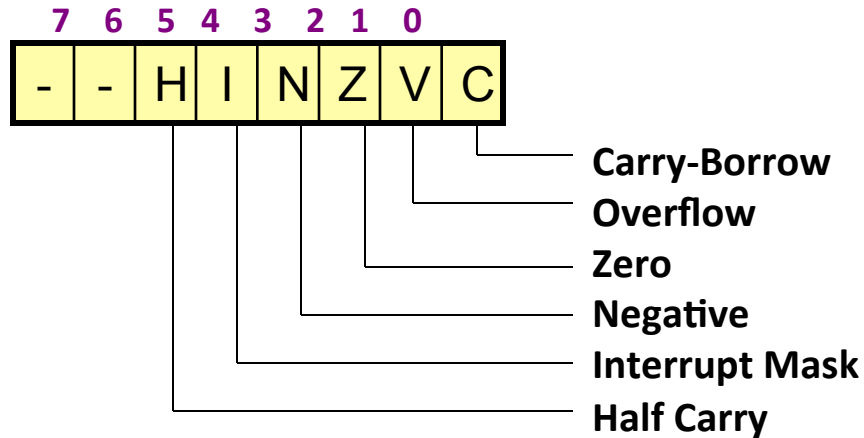 7 6 5 4 3 2 1 0
- - H I N Z V C
Carry-Borrow
Overflow
Zero
Negative
Interrupt Mask
Half Carry